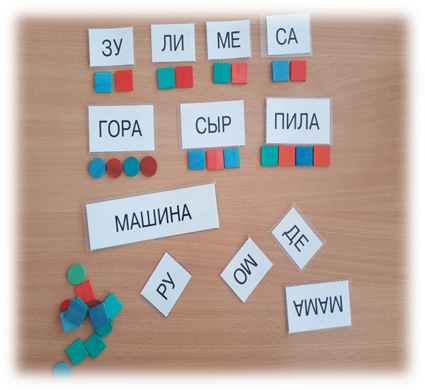 ЗУ ЛИ МЕ СА
ГОРА СЫР ПИЛА
МАШИНА
РУ МО ДЕ
МАМА